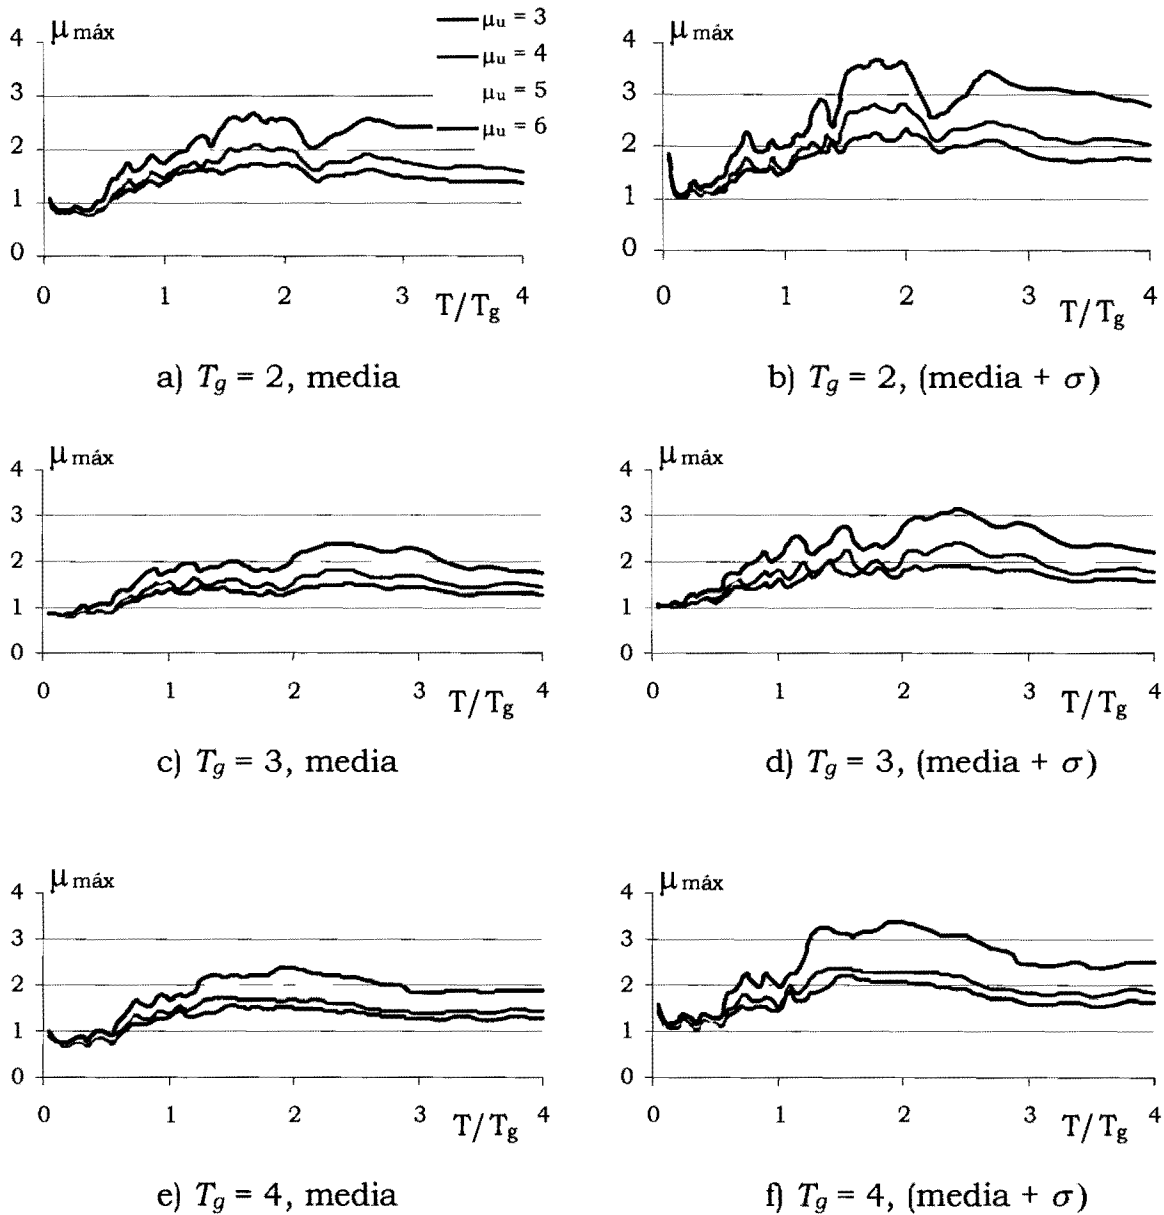 μ máx
μu = 3
μu = 4
μu = 5
μu = 6
4
3
2
1
0
0 1 2 3 T/Tg 4
a) Tg = 2, media
μ máx
4
3
2
1
0
0 1 2 3 T/Tg 4
b) Tg = 2, (media + σ)
μ máx
4
3
2
1
0
0 1 2 3 T/Tg 4
c) Tg = 3, media
μ máx
4
3
2
1
0
0 1 2 3 T/Tg 4
d) Tg = 3, (media + σ)
μ máx
4
3
2
1
0
0 1 2 3 T/Tg 4
e) Tg = 4, media
μ máx
4
3
2
1
0
0 1 2 3 T/Tg 4
f) Tg = 4, (media + σ)